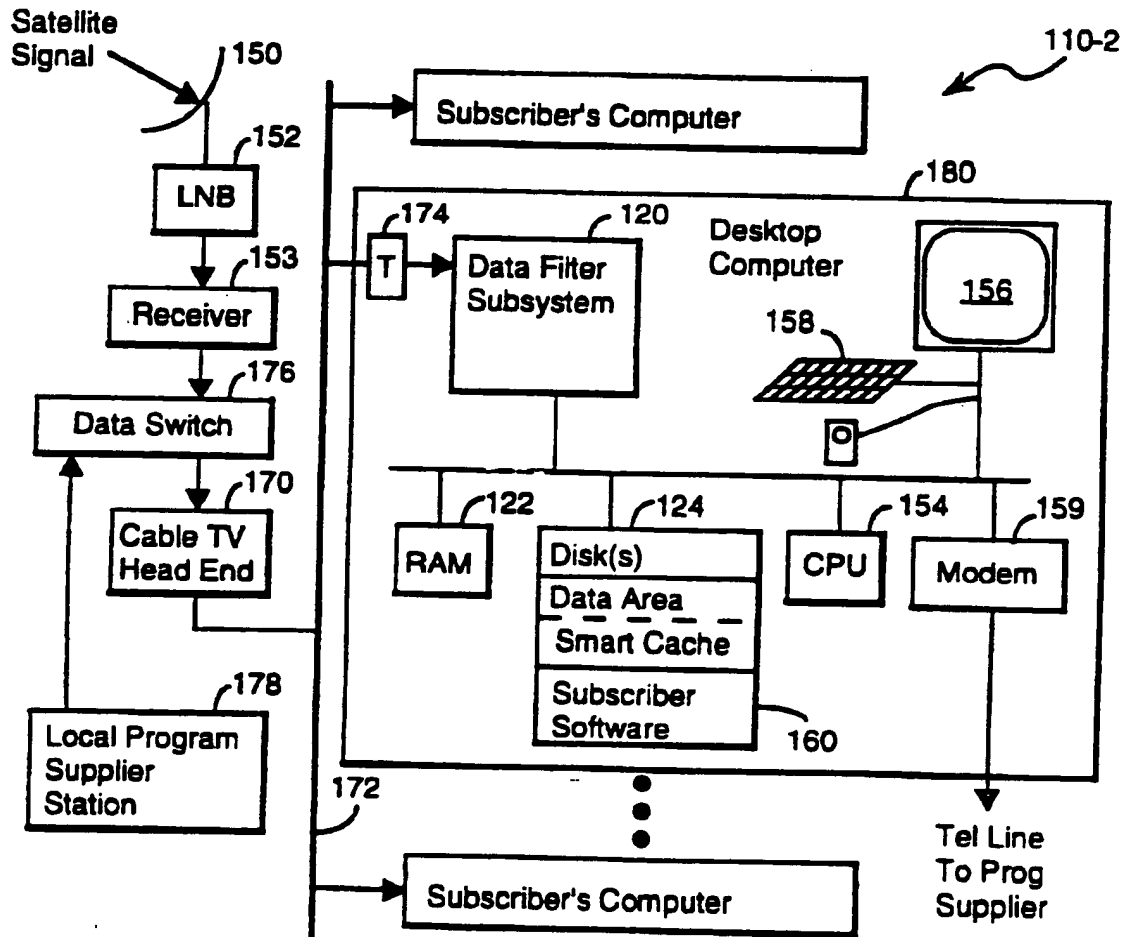 Satellite
Signal
150
110-2
Subscriber's Computer
152
LNB
180
174
120
T
Data Filter
Subsystem
Desktop
Computer
156
153
Receiver
158
176
Data Switch
170
Cable TV
Head End
122
RAM
124
Disk(s)
Data Area
Smart Cache
Subscriber
Software
160
154
CPU
159
Modem
178
Local Program
Supplier
Station
172
Tel Line
To Prog
Supplier
Subscriber's Computer